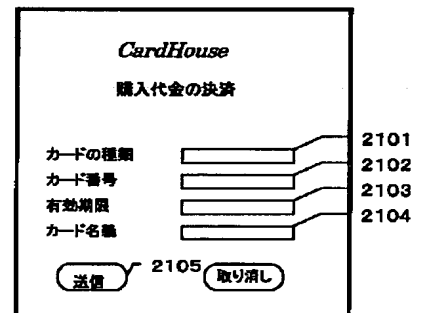 CardHouse
購入代金の決済
カードの種類 2101
カード番号 2102
有効期限 2103
カード名義 2104
送信 2105 取り消し